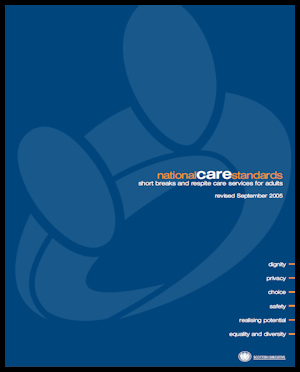 nationalcarestandards
short breaks and respite care services for adults
revised September 2005
dignity
privacy
choice
safety
realising potential
equality and diversity
SCOTTISH EXECUTIVE